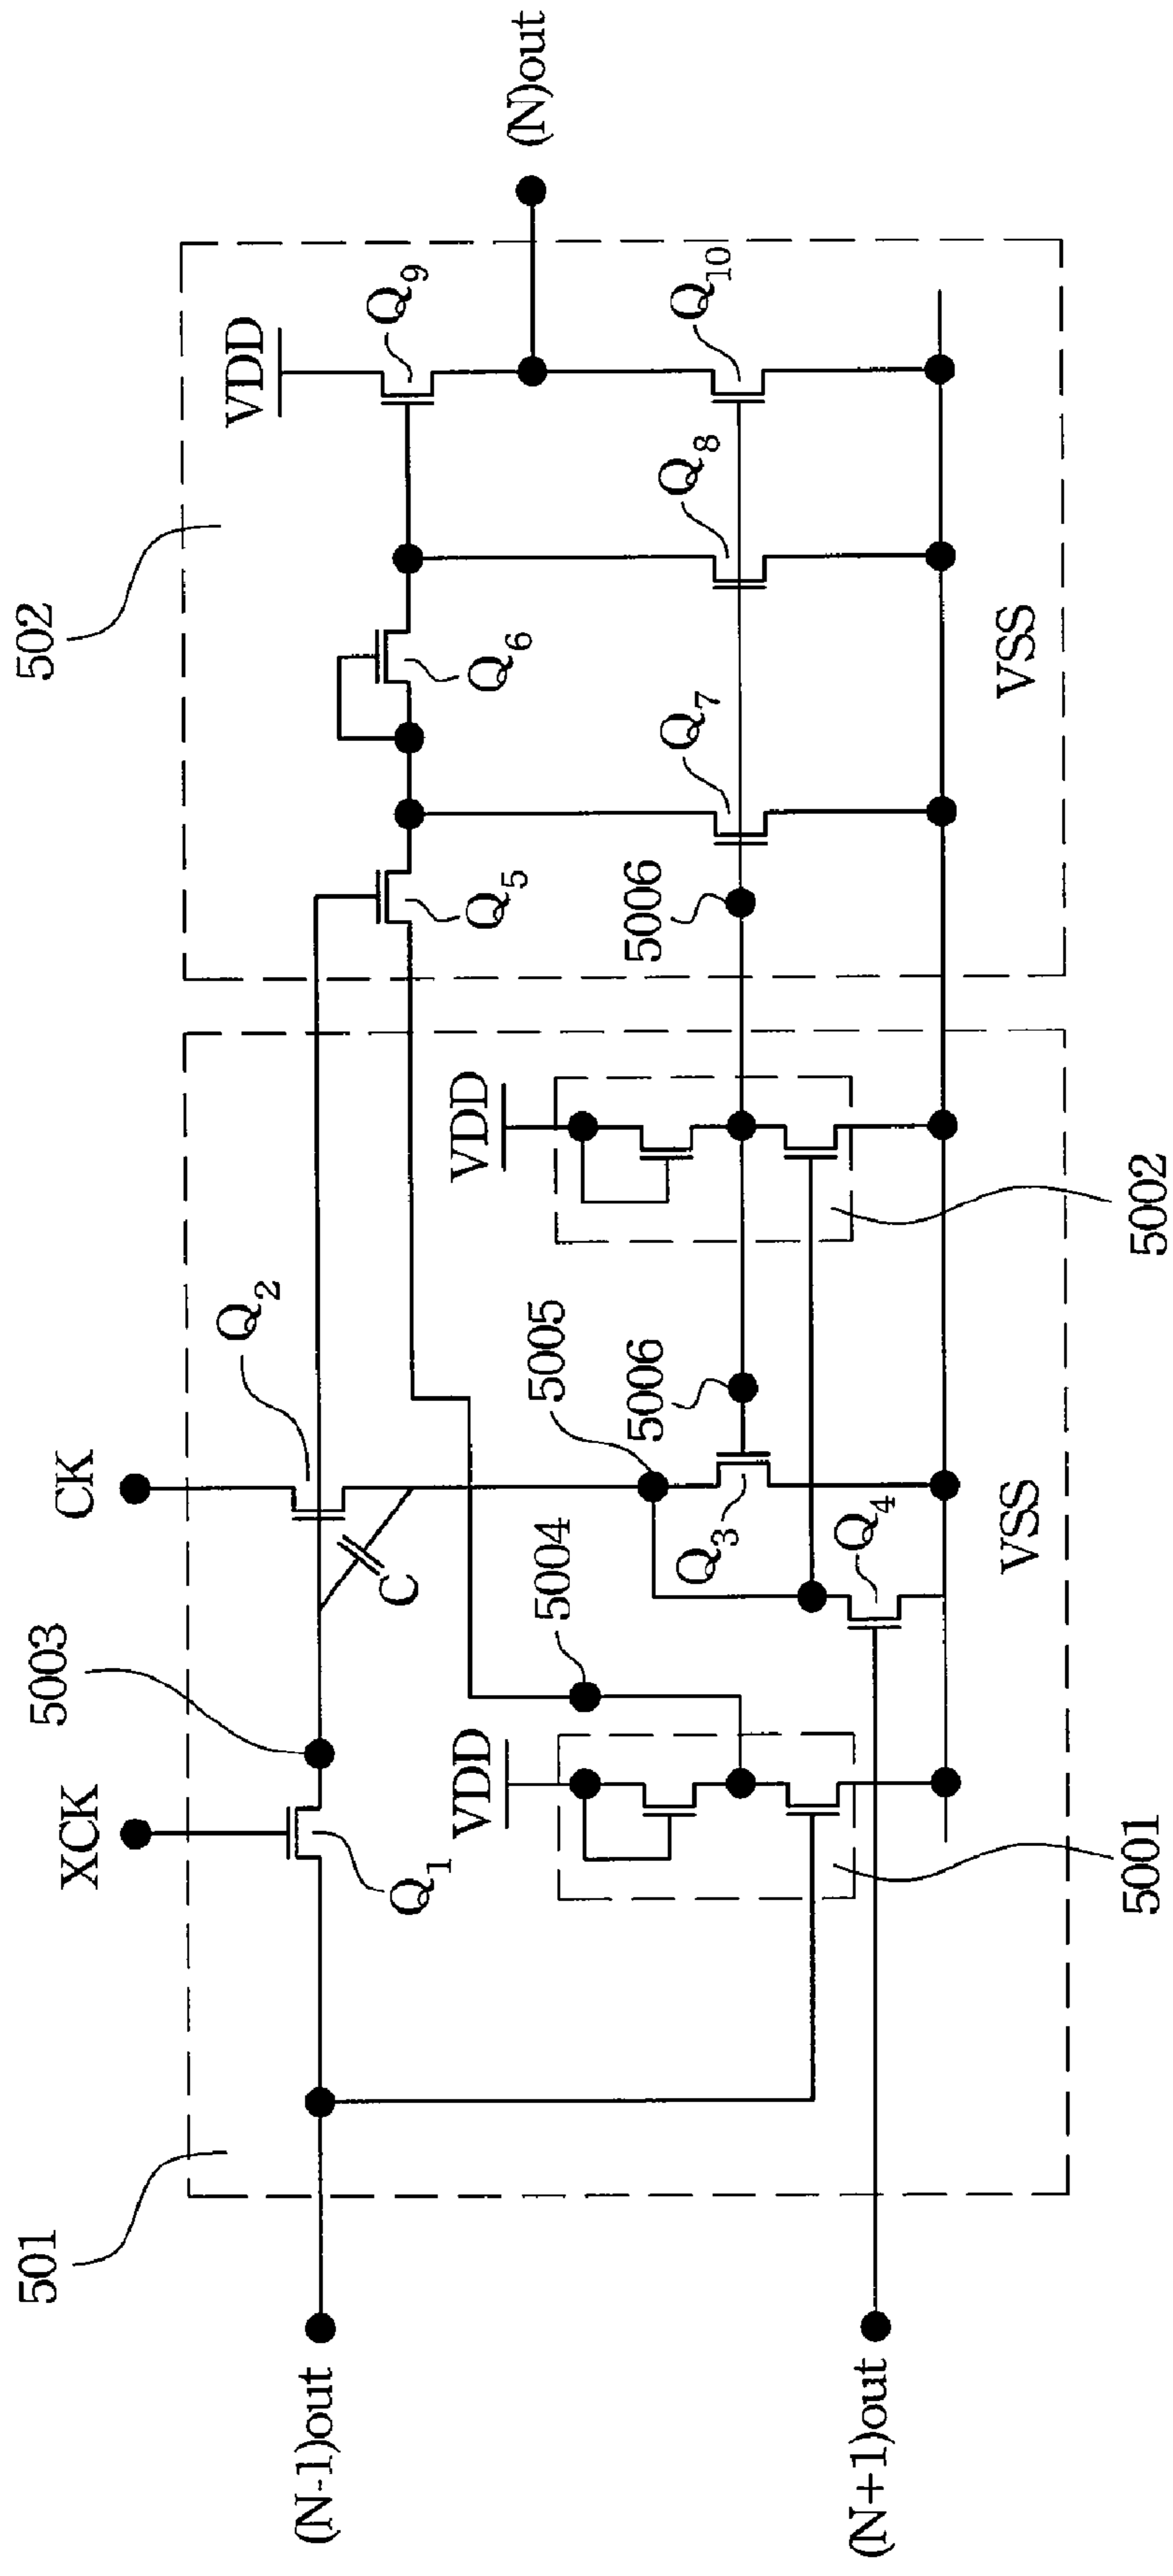 501
502
XCK
CK
5003
Q2
VDD
Q9
(N)out
Q1
C
Q5
Q6
5004
5005
VDD
VDD
(N-1)out
Q3
5006
5006
Q7
Q8
Q10
Q4
(N+1)out
VSS
VSS
5001
5002